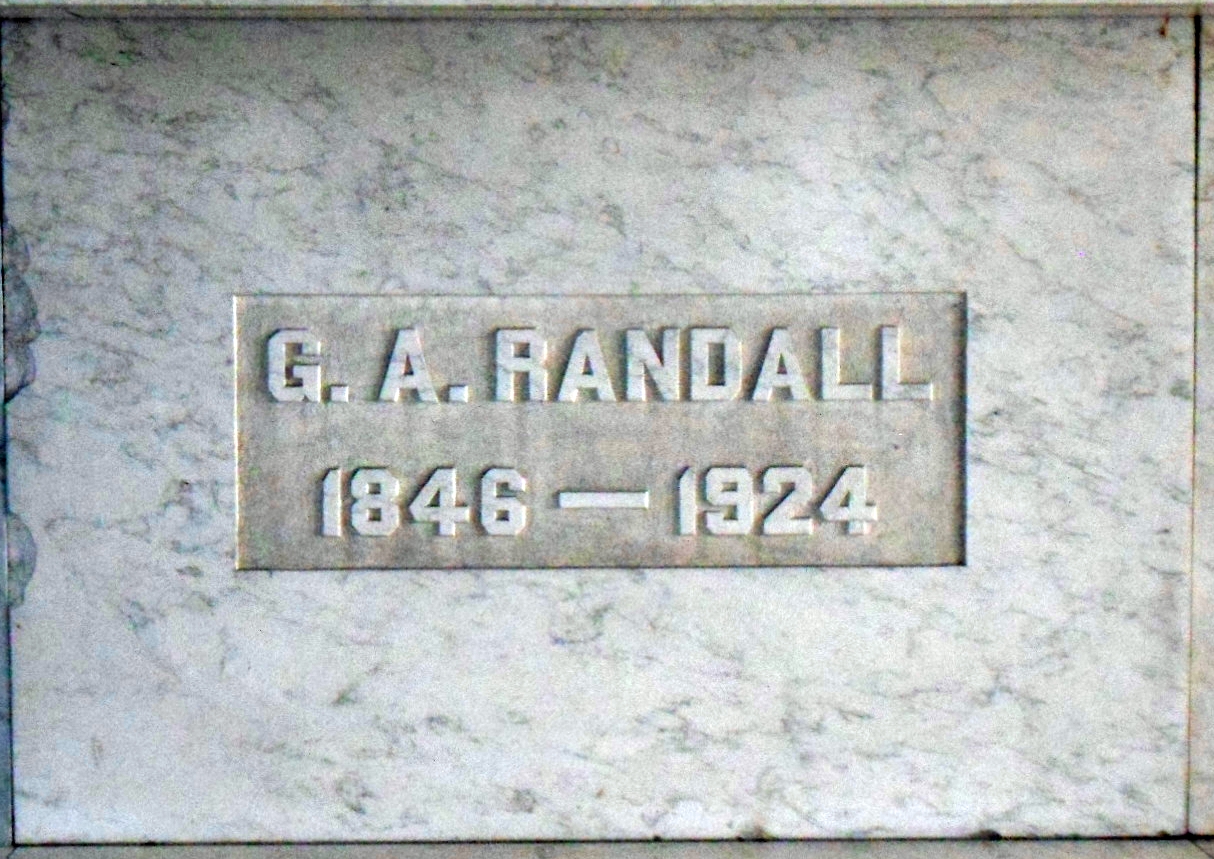 G. A. RANDALL
1846 — 1924